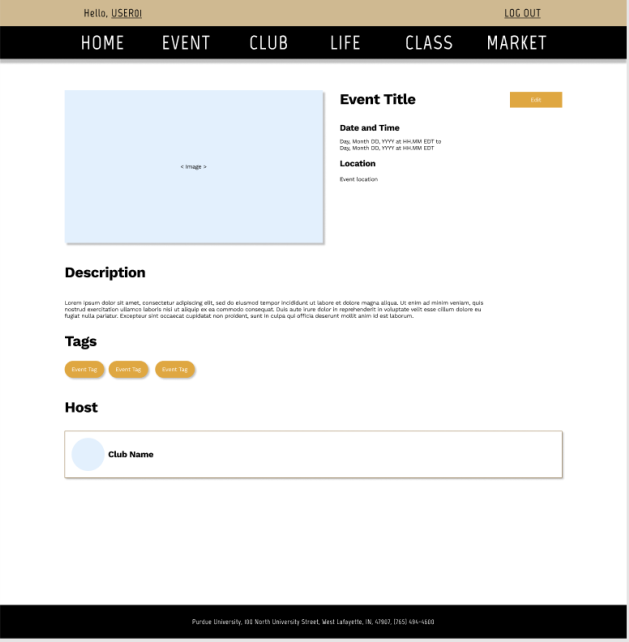 Hello, USER01
LOG OUT
HOME EVENT CLUB LIFE CLASS MARKET
< Image >
Event Title
Edit
Date and Time
Day, Month DD, YYYY at HH.MM EDT to
Day, Month DD, YYYY at HH.MM EDT
Location
Event location
Description
Lorem ipsum dolor sit amet, consectetur adipiscing elit, sed do eiusmod tempor incididunt ut labore et dolore magna aliqua. Ut enim ad minim veniam, quis
nostrud exercitation ullamco laboris nisi ut aliquip ex ea commodo consequat. Duis aute irure dolor in reprehenderit in voluptate velit esse cillum dolore eu
fugiat nulla pariatur. Excepteur sint occaecat cupidatat non proident, sunt in culpa qui officia deserunt mollit anim id est laborum.
Tags
Event Tag Event Tag Event Tag
Host
Club Name
Purdue University, 100 North University Street, West Lafayette, IN, 47907, (765) 494-4600